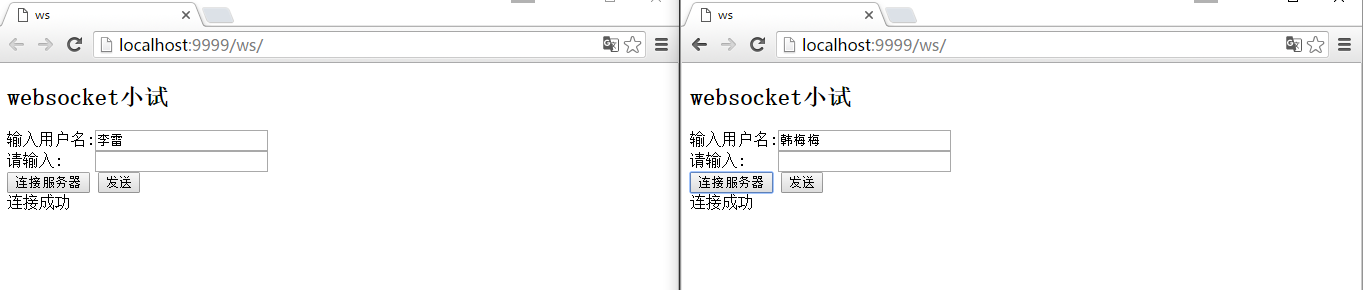 ws
localhost:9999/ws/
websocket小试
输入用户名:李雷
请输入:
连接服务器 发送
连接成功
ws
localhost:9999/ws/
websocket小试
输入用户名:韩梅梅
请输入:
连接服务器 发送
连接成功